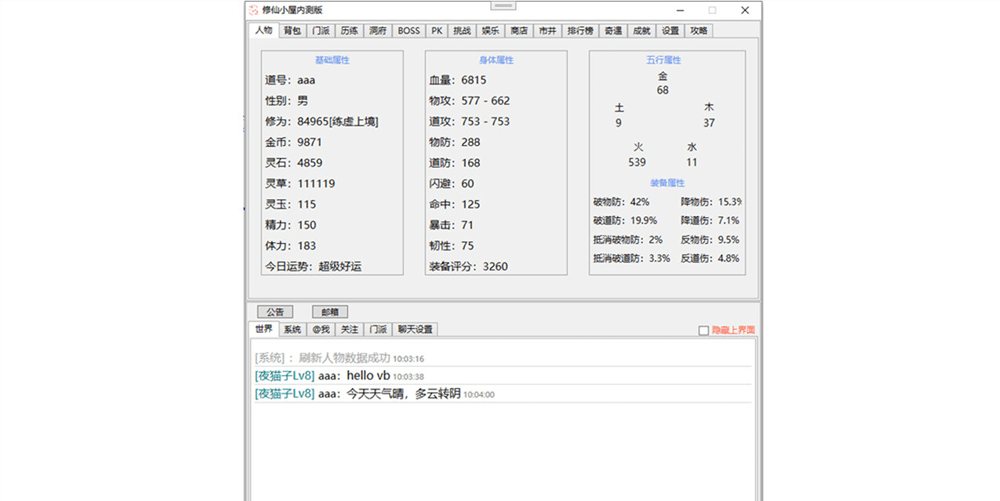 修仙小屋内测版
人物 背包 门派 历练 洞府 BOSS PK 挑战 娱乐 商店 市井 排行榜 奇遇 成就 设置 攻略
基础属性
道号：aaa
性别：男
修为：84965[练虚上境]
金币：9871
灵石：4859
灵草：111119
灵玉：115
精力：150
体力：183
今日运势：超级好运
身体属性
血量：6815
物攻：577 - 662
道攻：753 - 753
物防：288
道防：168
闪避：60
命中：125
暴击：71
韧性：75
装备评分：3260
五行属性
金
68
土 木
9 37
火 水
539 11
装备属性
破物防：42% 降物伤：15.3%
破道防：19.9% 降道伤：7.1%
抵消破物防：2% 反物伤：9.5%
抵消破道防：3.3% 反道伤：4.8%
公告 邮箱
世界 系统 @我 关注 门派 聊天设置 隐藏上界面
[系统]：刷新人物数据成功 10:03:16
[夜猫子Lv8] aaa：hello vb 10:03:38
[夜猫子Lv8] aaa：今天天气晴，多云转阴 10:04:00